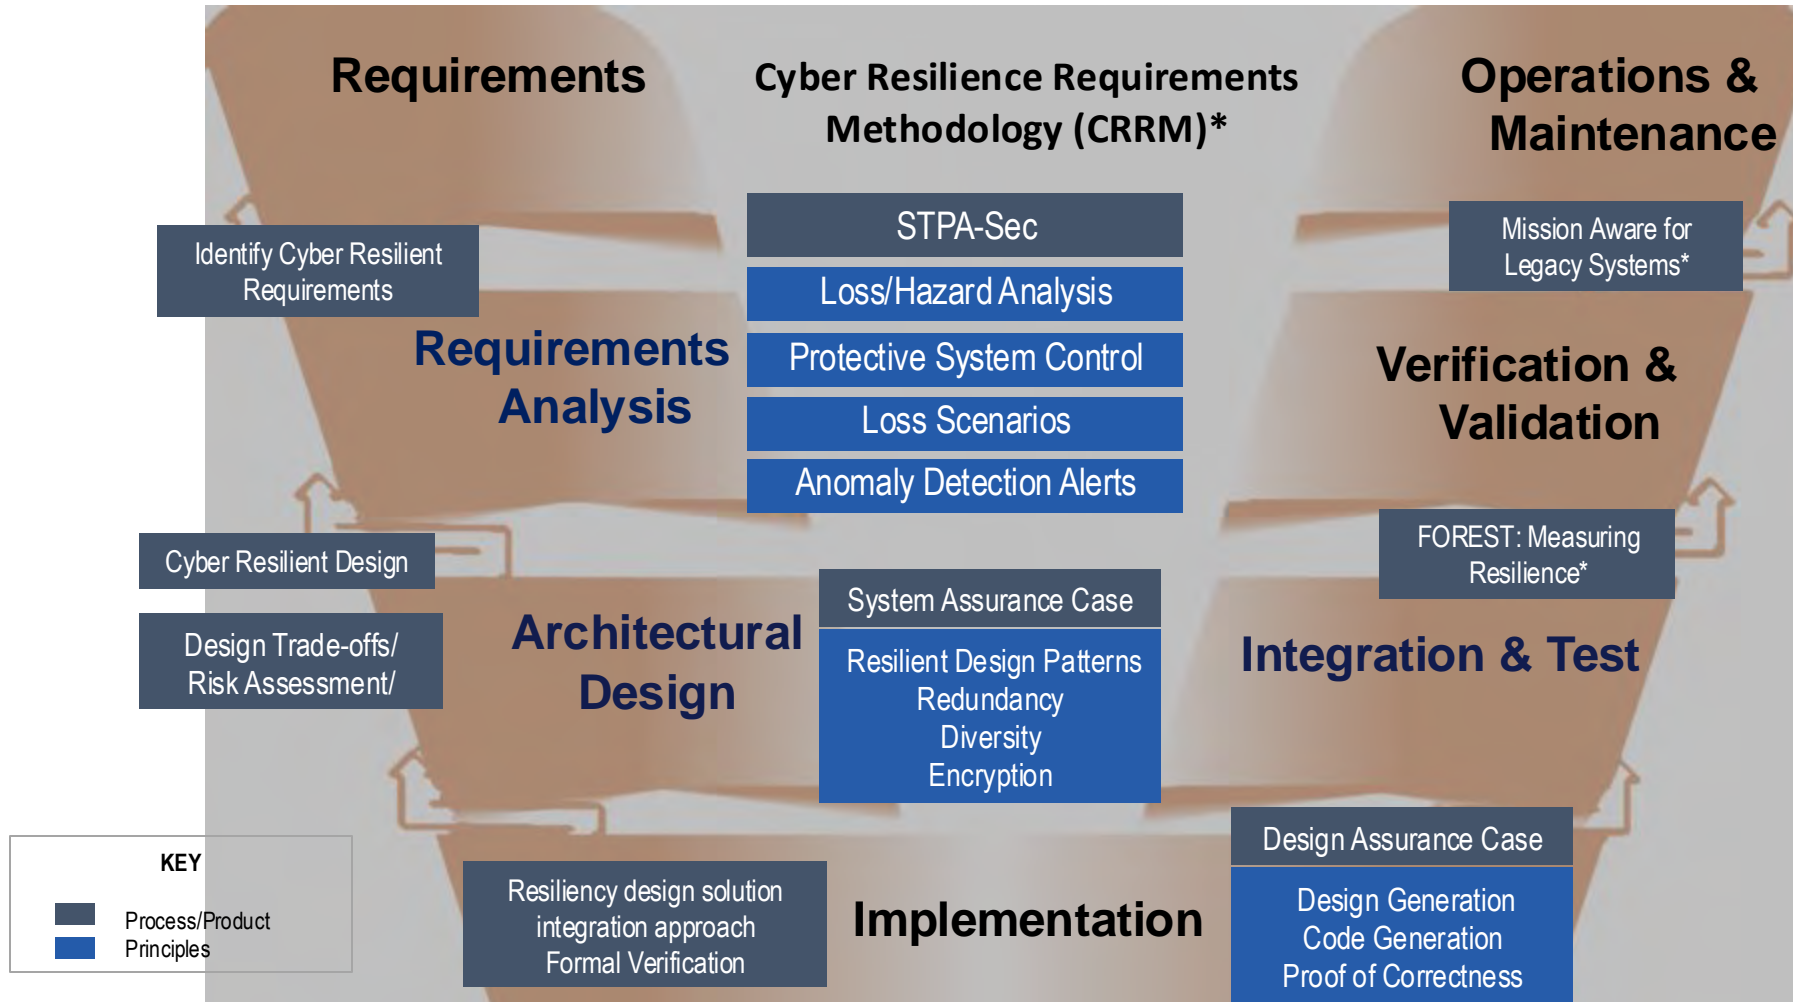 Requirements
Cyber Resilience Requirements
Methodology (CRRM)*
Operations &
Maintenance
STPA-Sec
Identify Cyber Resilient
Requirements
Mission Aware for
Legacy Systems*
Loss/Hazard Analysis
Requirements
Analysis
Protective System Control
Verification &
Validation
Loss Scenarios
Anomaly Detection Alerts
Cyber Resilient Design
FOREST: Measuring
Resilience*
Design Trade-offs/
Risk Assessment/
Architectural
Design
System Assurance Case
Resilient Design Patterns
Redundancy
Diversity
Encryption
Integration & Test
KEY
Process/Product
Principles
Resiliency design solution
integration approach
Formal Verification
Implementation
Design Assurance Case
Design Generation
Code Generation
Proof of Correctness